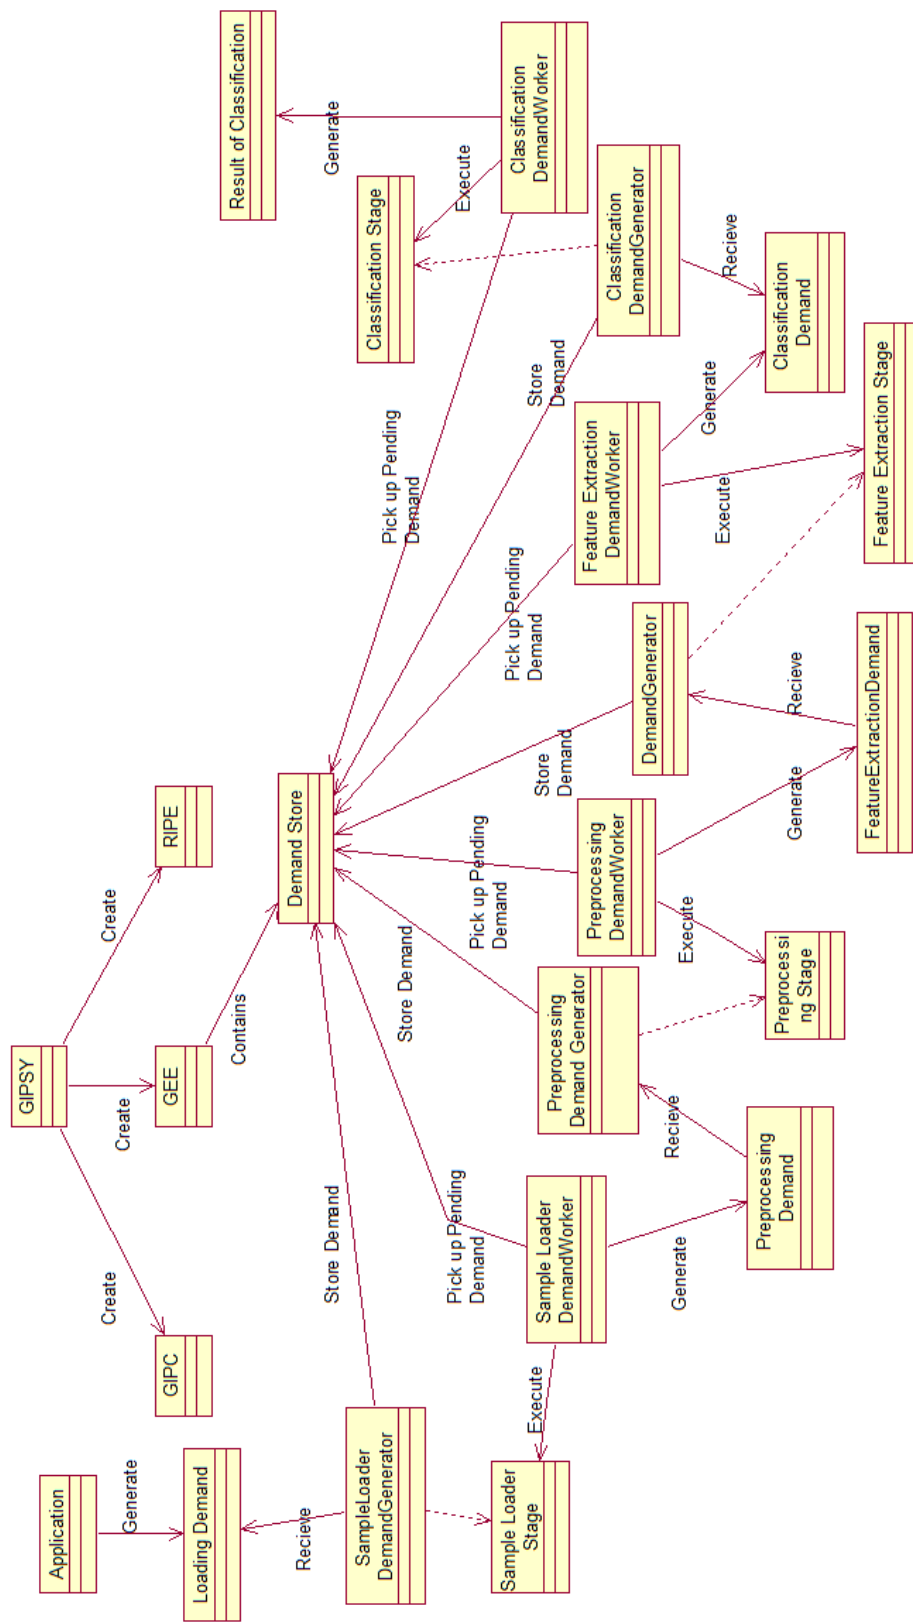 Application
Generate
Loading Demand
Recieve
SampleLoader
DemandGenerator
Sample Loader
Stage
Execute
GIPSY
Create
Create
Create
GIPC
GEE
RIPE
Contains
Demand Store
Store Demand
Pick up Pending
Demand
Sample Loader
DemandWorker
Generate
Preprocessing
Demand
Recieve
Store Demand
Preprocessing
Demand Generator
Preprocessi
ng Stage
Execute
Pick up Pending
Demand
Preprocessing
DemandWorker
Generate
FeatureExtractionDemand
Recieve
Store
Demand
DemandGenerator
Pick up Pending
Demand
Feature Extraction
DemandWorker
Execute
Feature Extraction Stage
Generate
Classification
Demand
Recieve
Store
Demand
Classification
DemandGenerator
Pick up Pending
Demand
Classification Stage
Execute
Classification
DemandWorker
Generate
Result of Classification